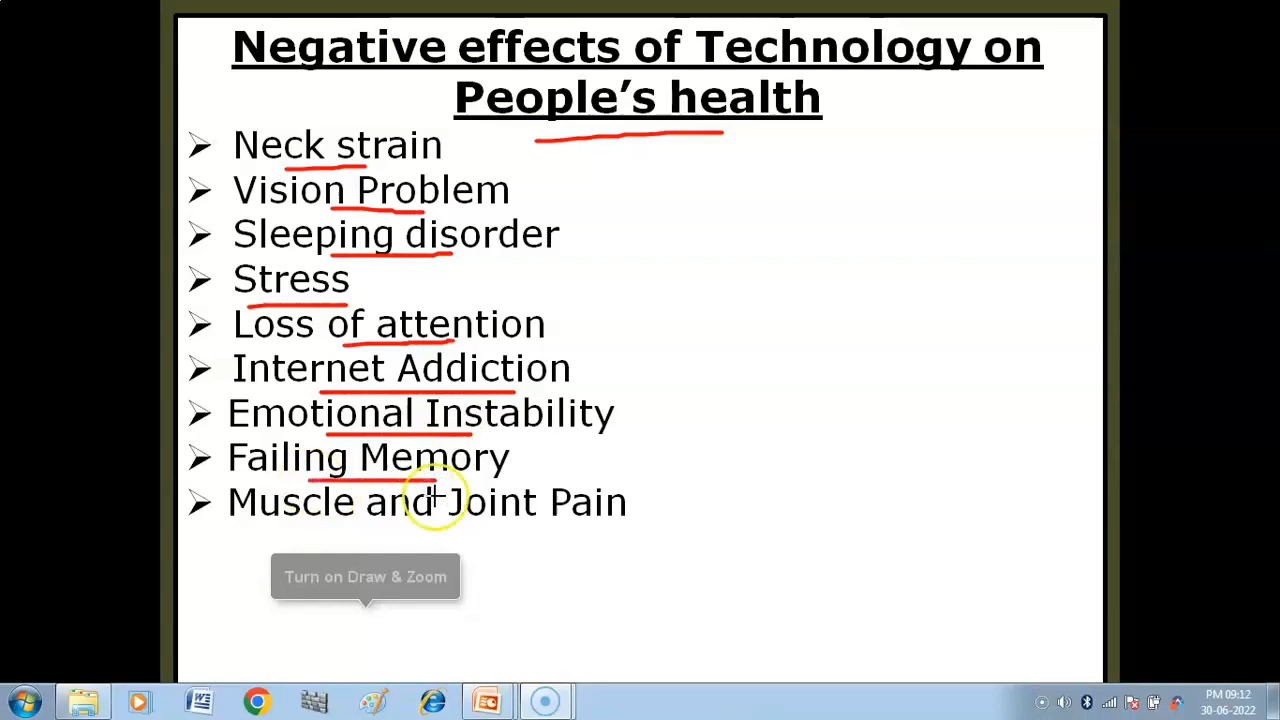 Negative effects of Technology on
People's health
Neck strain
Vision Problem
Sleeping disorder
Stress
Loss of attention
Internet Addiction
Emotional Instability
Failing Memory
Muscle and Joint Pain
Turn on Draw & Zoom
PM 09:12
30-06-2022